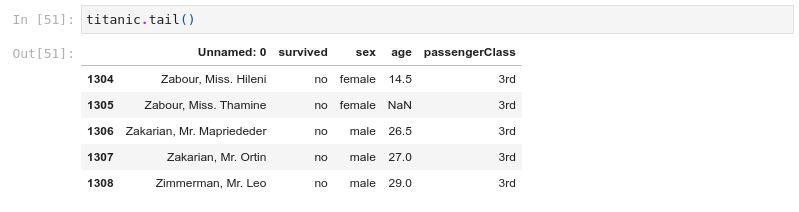 In [51]: titanic.tail()
Out[51]:
Unnamed: 0 survived sex age passengerClass
1304 Zabour, Miss. Hileni no female 14.5 3rd
1305 Zabour, Miss. Thamine no female NaN 3rd
1306 Zakarian, Mr. Mapriededer no male 26.5 3rd
1307 Zakarian, Mr. Ortin no male 27.0 3rd
1308 Zimmerman, Mr. Leo no male 29.0 3rd